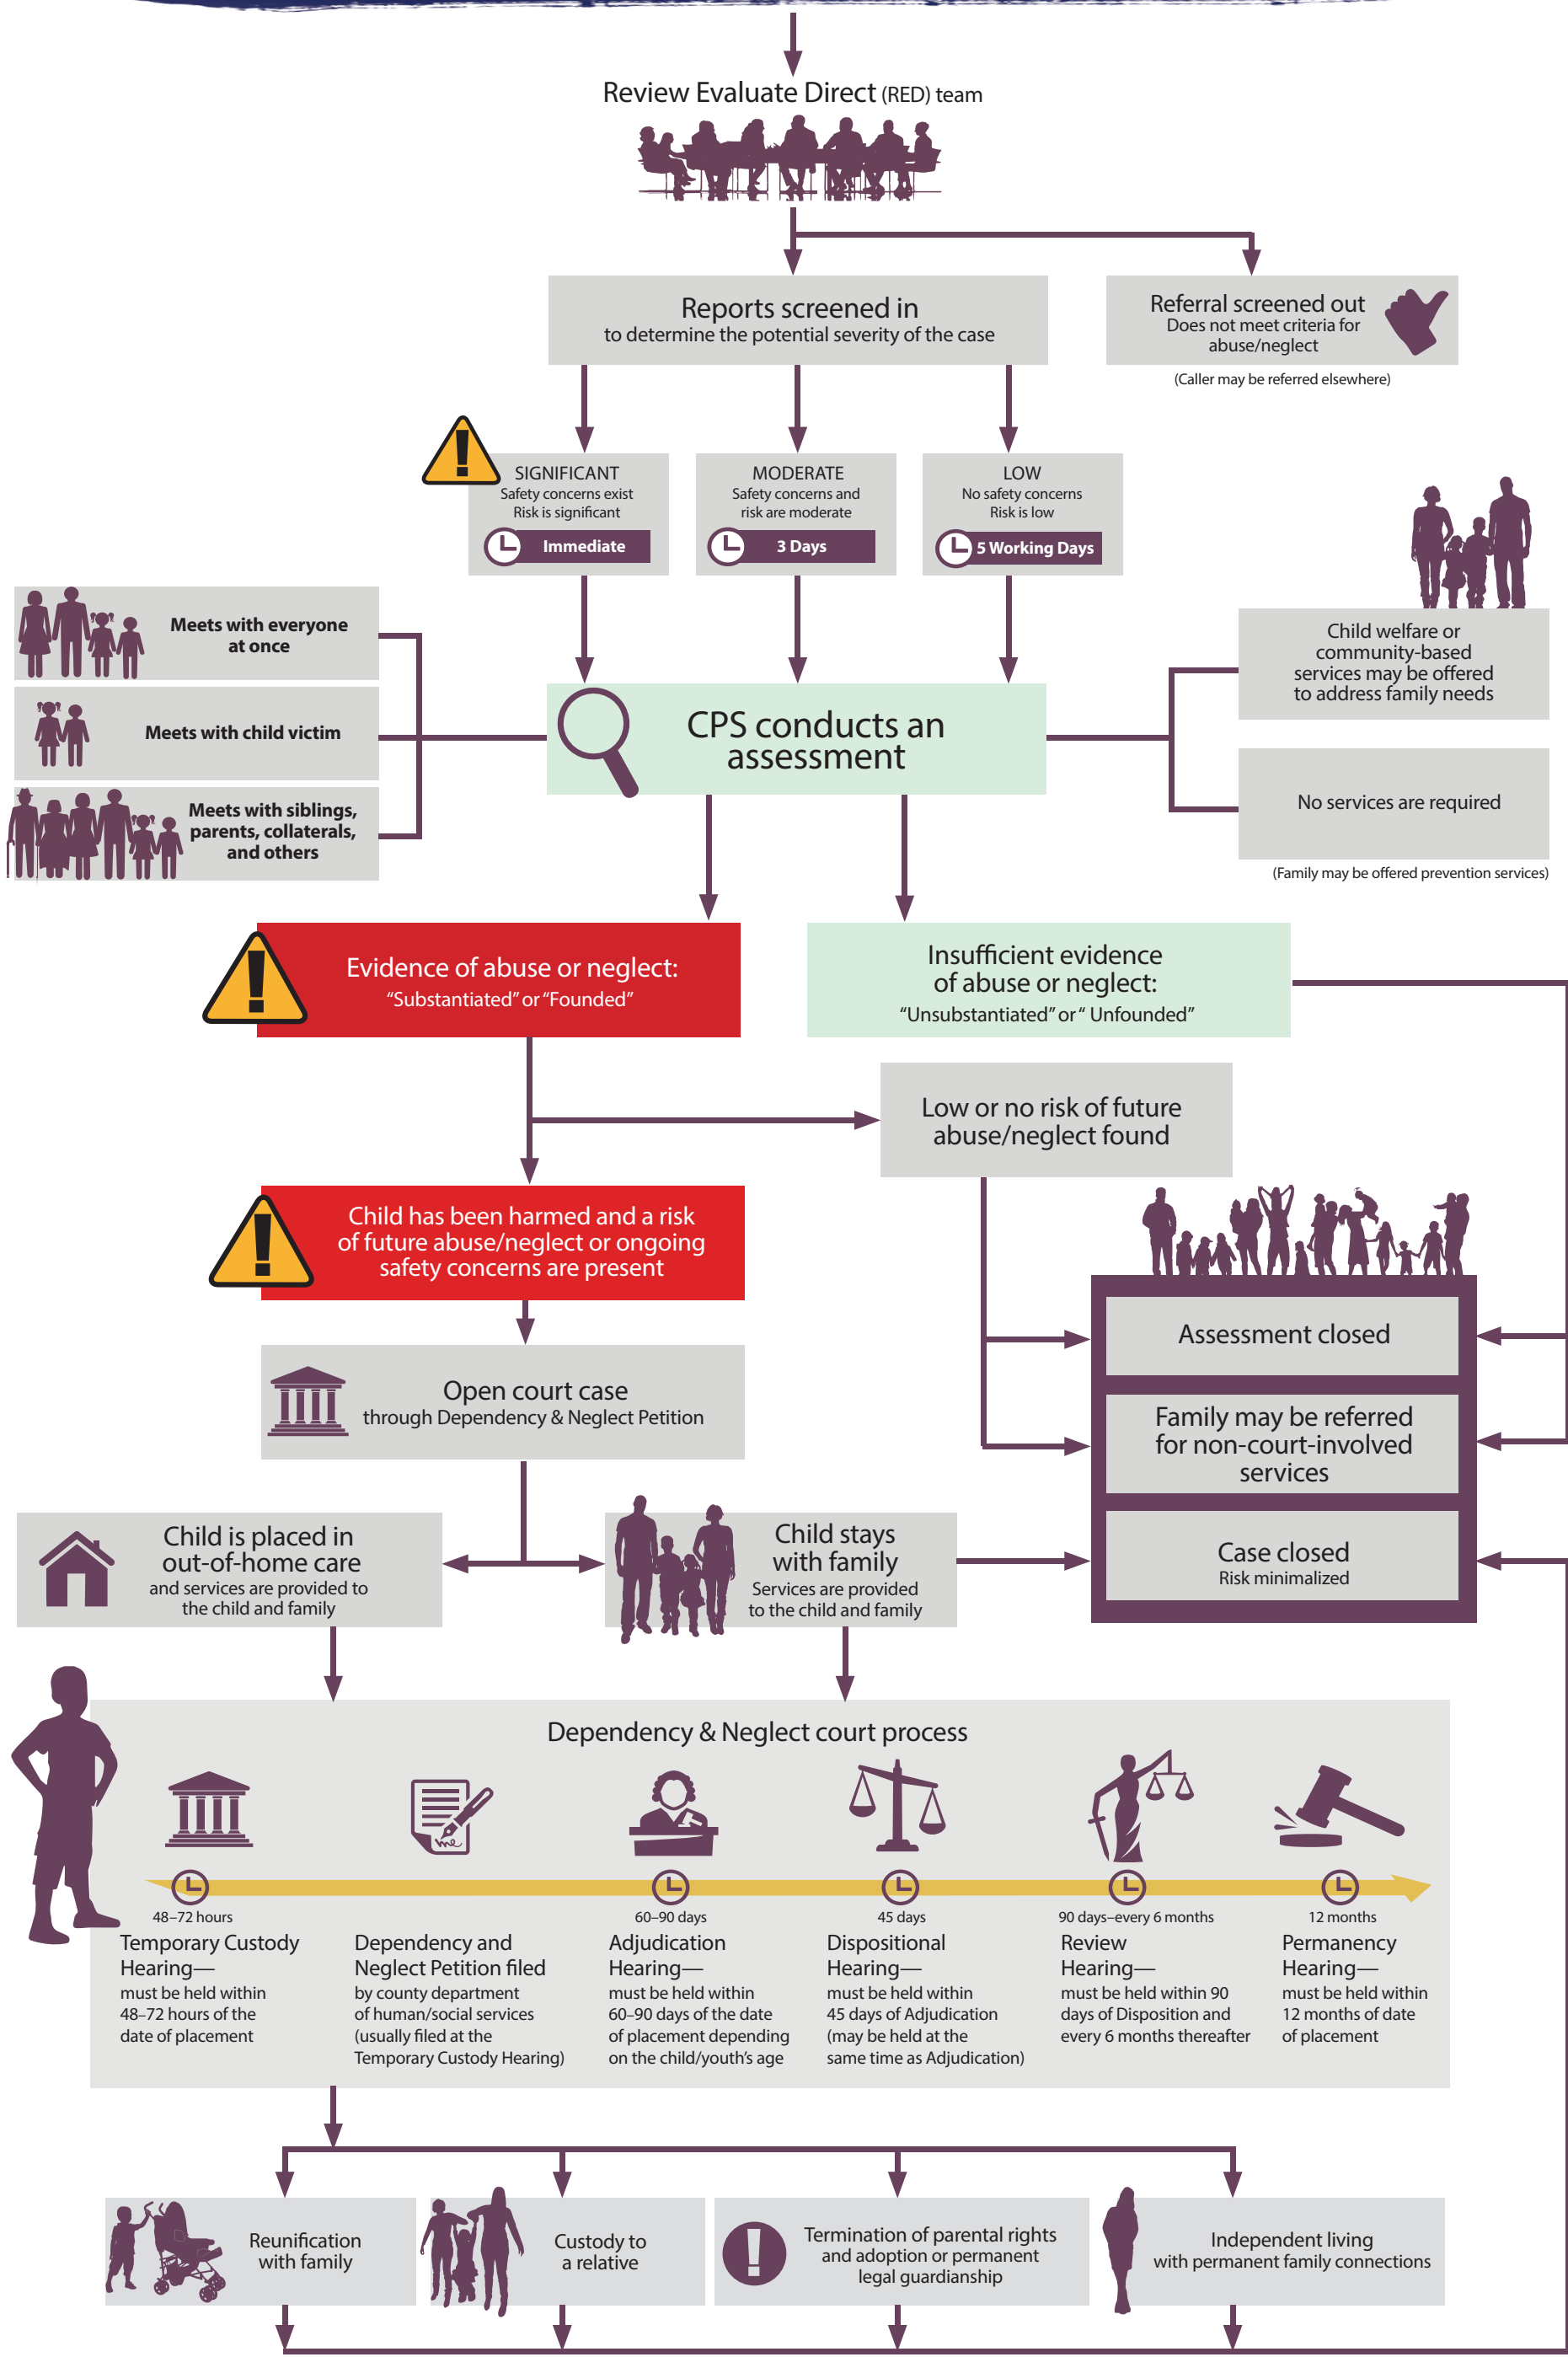 Review Evaluate Direct (RED) team
Reports screened in
to determine the potential severity of the case
Referral screened out
Does not meet criteria for
abuse/neglect
(Caller may be referred elsewhere)
SIGNIFICANT
Safety concerns exist
Risk is significant
Immediate
MODERATE
Safety concerns and
risk are moderate
3 Days
LOW
No safety concerns
Risk is low
5 Working Days
Meets with everyone
at once
Meets with child victim
Meets with siblings,
parents, collaterals,
and others
CPS conducts an
assessment
Child welfare or
community-based
services may be offered
to address family needs
No services are required
(Family may be offered prevention services)
Evidence of abuse or neglect:
“Substantiated” or “Founded”
Insufficient evidence
of abuse or neglect:
“Unsubstantiated” or “ Unfounded”
Low or no risk of future
abuse/neglect found
Child has been harmed and a risk
of future abuse/neglect or ongoing
safety concerns are present
Open court case
through Dependency & Neglect Petition
Assessment closed
Family may be referred
for non-court-involved
services
Case closed
Risk minimalized
Child is placed in
out-of-home care
and services are provided to
the child and family
Child stays
with family
Services are provided
to the child and family
Dependency & Neglect court process
me
48–72 hours
Temporary Custody
Hearing—
must be held within
48–72 hours of the
date of placement
Dependency and
Neglect Petition filed
by county department
of human/social services
(usually filed at the
Temporary Custody Hearing)
60–90 days
Adjudication
Hearing—
must be held within
60–90 days of the date
of placement depending
on the child/youth’s age
45 days
Dispositional
Hearing—
must be held within
45 days of Adjudication
(may be held at the
same time as Adjudication)
90 days–every 6 months
Review
Hearing—
must be held within 90
days of Disposition and
every 6 months thereafter
12 months
Permanency
Hearing—
must be held within
12 months of date
of placement
Reunification
with family
Custody to
a relative
Termination of parental rights
and adoption or permanent
legal guardianship
Independent living
with permanent family connections